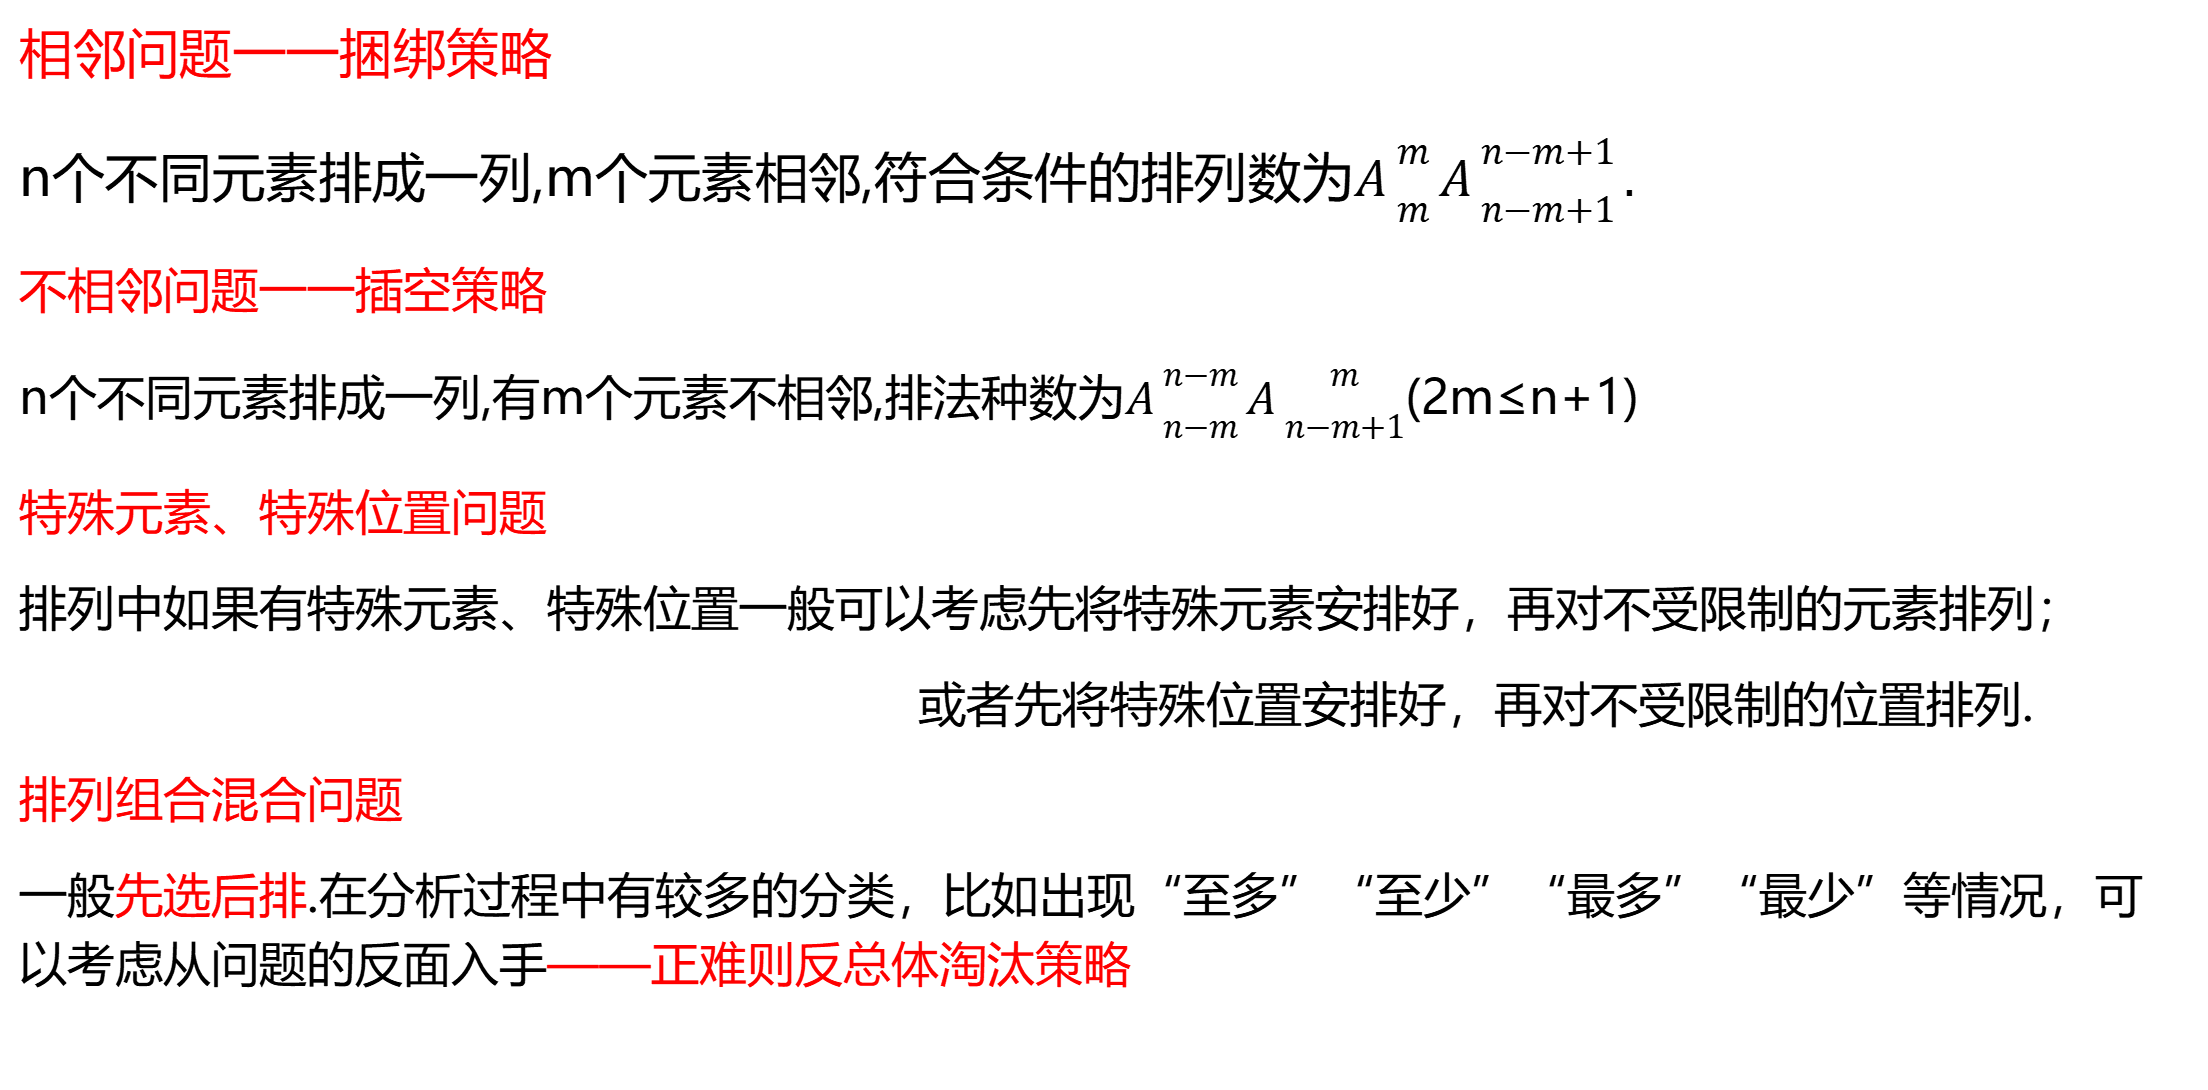 相邻问题一一捆绑策略
n个不同元素排成一列,m个元素相邻,符合条件的排列数为$A_{m}^{m}A_{n-m+1}^{n-m+1}$.
不相邻问题一一插空策略
n个不同元素排成一列,有m个元素不相邻,排法种数为$A_{n-m}^{n-m}A_{n-m+1}^{m}$(2m≤n+1)
特殊元素、特殊位置问题
排列中如果有特殊元素、特殊位置一般可以考虑先将特殊元素安排好，再对不受限制的元素排列；
或者先将特殊位置安排好，再对不受限制的位置排列.
排列组合混合问题
一般先选后排.在分析过程中有较多的分类，比如出现“至多”“至少”“最多”“最少”等情况，可
以考虑从问题的反面入手——正难则反总体淘汰策略